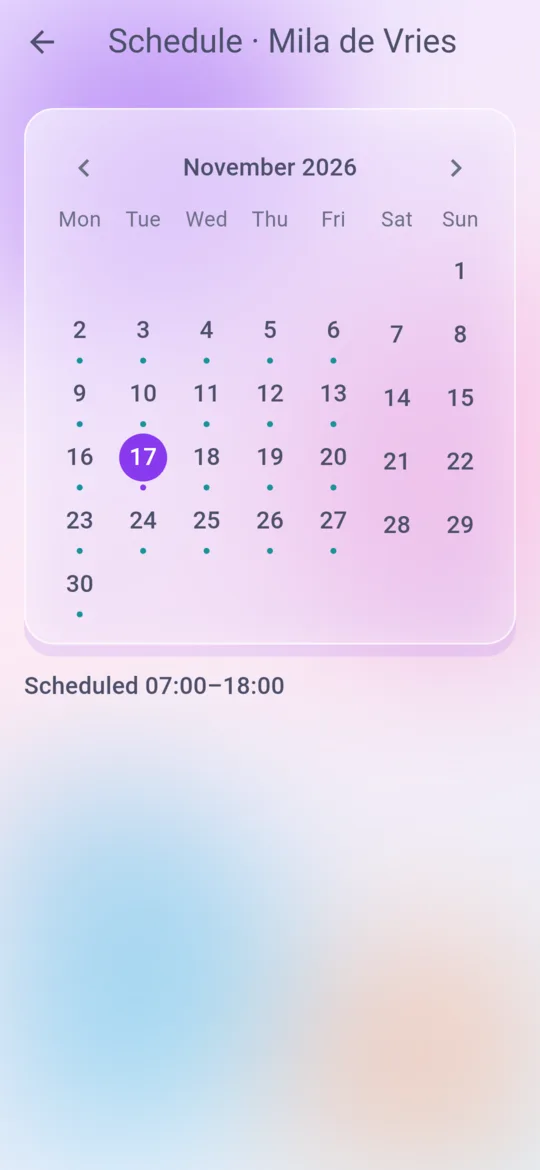 Schedule · Mila de Vries
November 2026
Mon Tue Wed Thu Fri Sat Sun
1
2 3 4 5 6 7 8
9 10 11 12 13 14 15
16 17 18 19 20 21 22
23 24 25 26 27 28 29
30
Scheduled 07:00–18:00